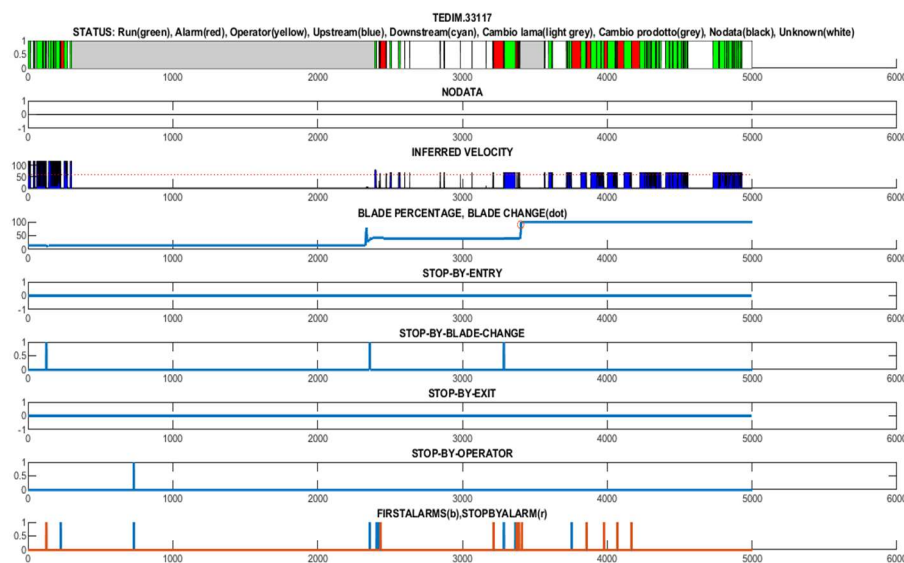 TEDIM.33117
STATUS: Run(green), Alarm(red), Operator(yellow), Upstream(blue), Downstream(cyan), Cambio lama(light grey), Cambio prodotto(grey), Nodata(black), Unknown(white)
1
0.5
0
0 1000 2000 3000 4000 5000 6000
NODATA
1
0
-1
0 1000 2000 3000 4000 5000 6000
INFERRED VELOCITY
100
50
0
0 1000 2000 3000 4000 5000 6000
BLADE PERCENTAGE, BLADE CHANGE(dot)
100
50
0
0 1000 2000 3000 4000 5000 6000
STOP-BY-ENTRY
1
0
-1
0 1000 2000 3000 4000 5000 6000
STOP-BY-BLADE-CHANGE
1
0.5
0
0 1000 2000 3000 4000 5000 6000
STOP-BY-EXIT
1
0
-1
0 1000 2000 3000 4000 5000 6000
STOP-BY-OPERATOR
1
0.5
0
0 1000 2000 3000 4000 5000 6000
FIRSTALARMS(b),STOPBYALARM(r)
1
0.5
0
0 1000 2000 3000 4000 5000 6000